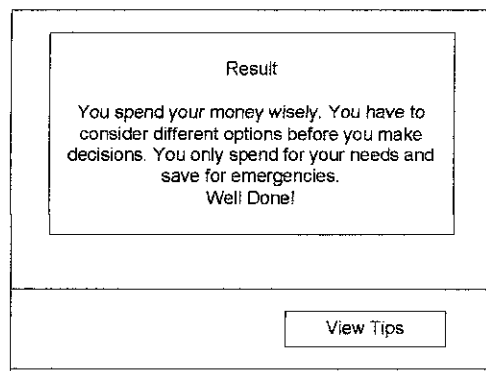 Result
You spend your money wisely. You have to
consider different options before you make
decisions. You only spend for your needs and
save for emergencies.
Well Done!
View Tips